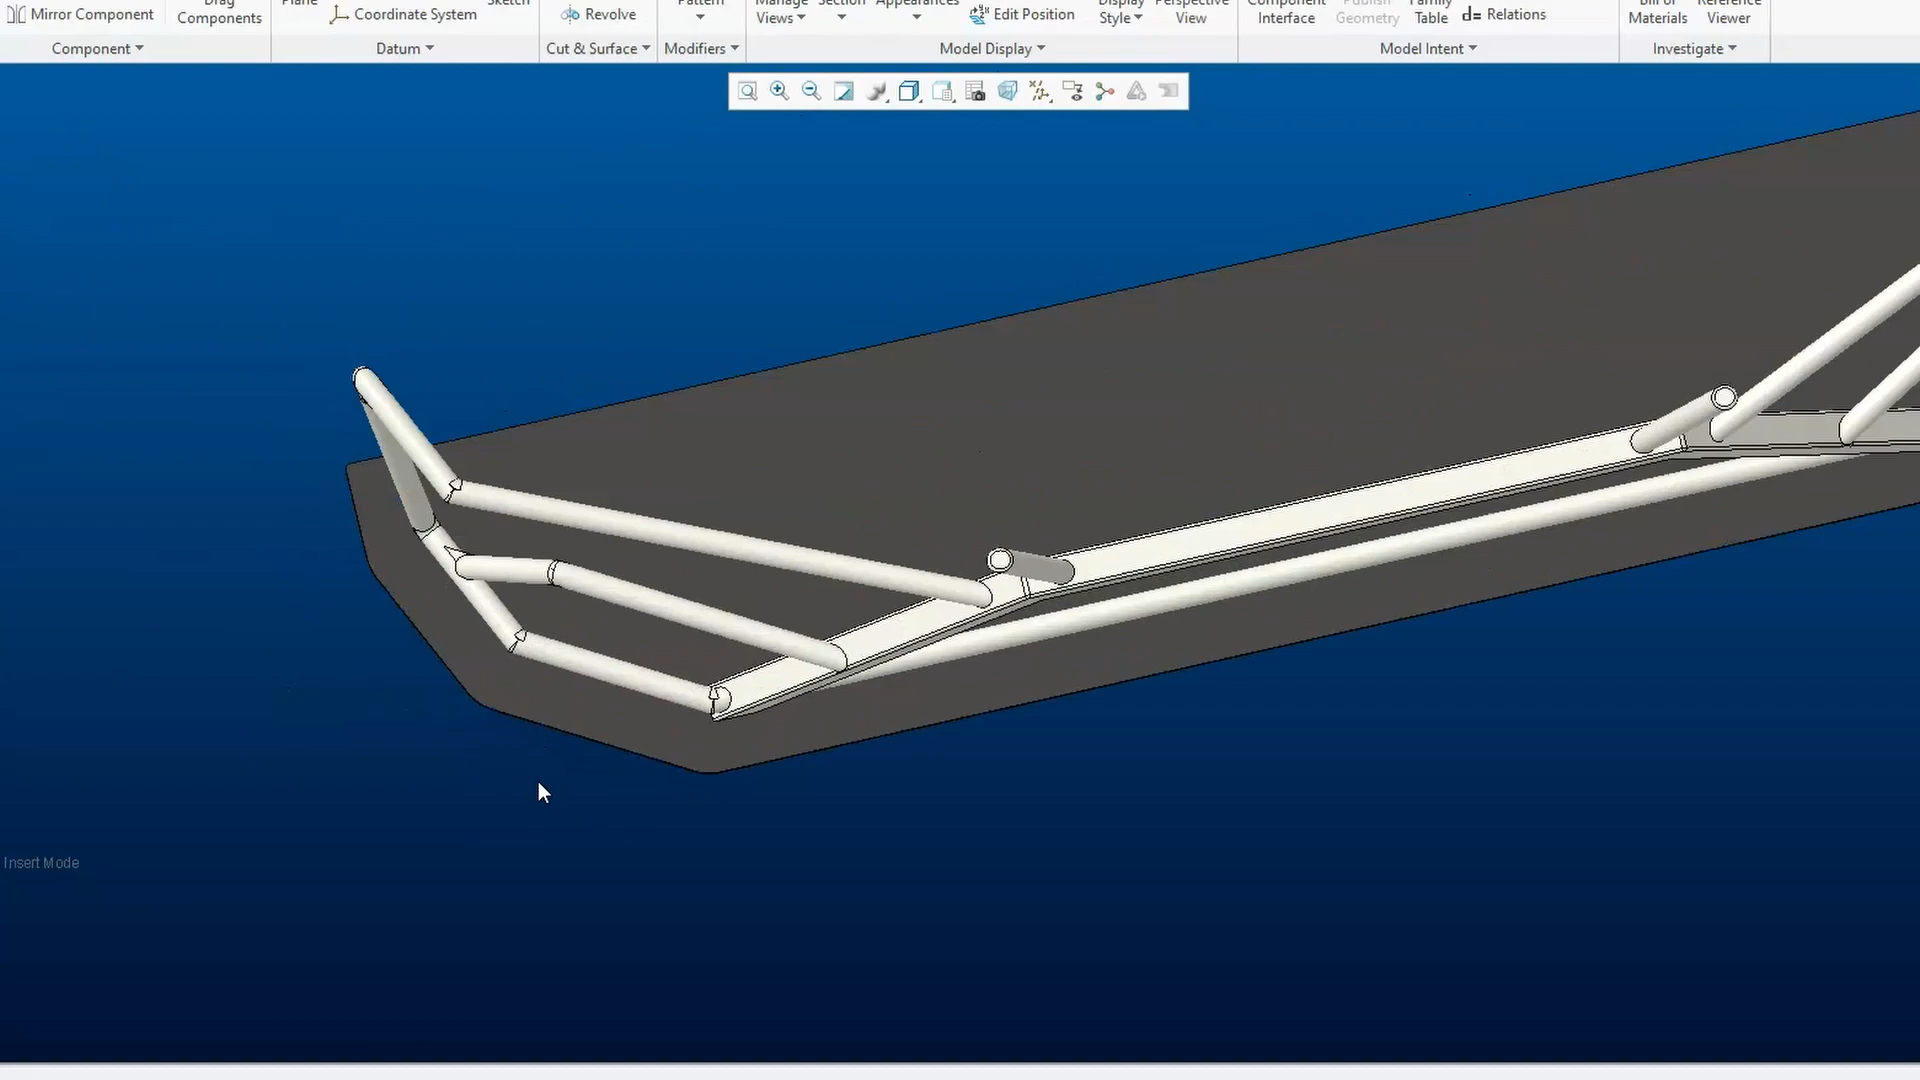 Drag
Plane
Sketch
Pattern
Manage
Section
Appearances
Display
Perspective
Component
Publish
Family
Bill of
Reference
Mirror Component
Components
Coordinate System
Revolve
Views
Edit Position
Style
View
Interface
Geometry
Table
d= Relations
Materials
Viewer
Component
Datum
Cut & Surface
Modifiers
Model Display
Model Intent
Investigate
Insert Mode